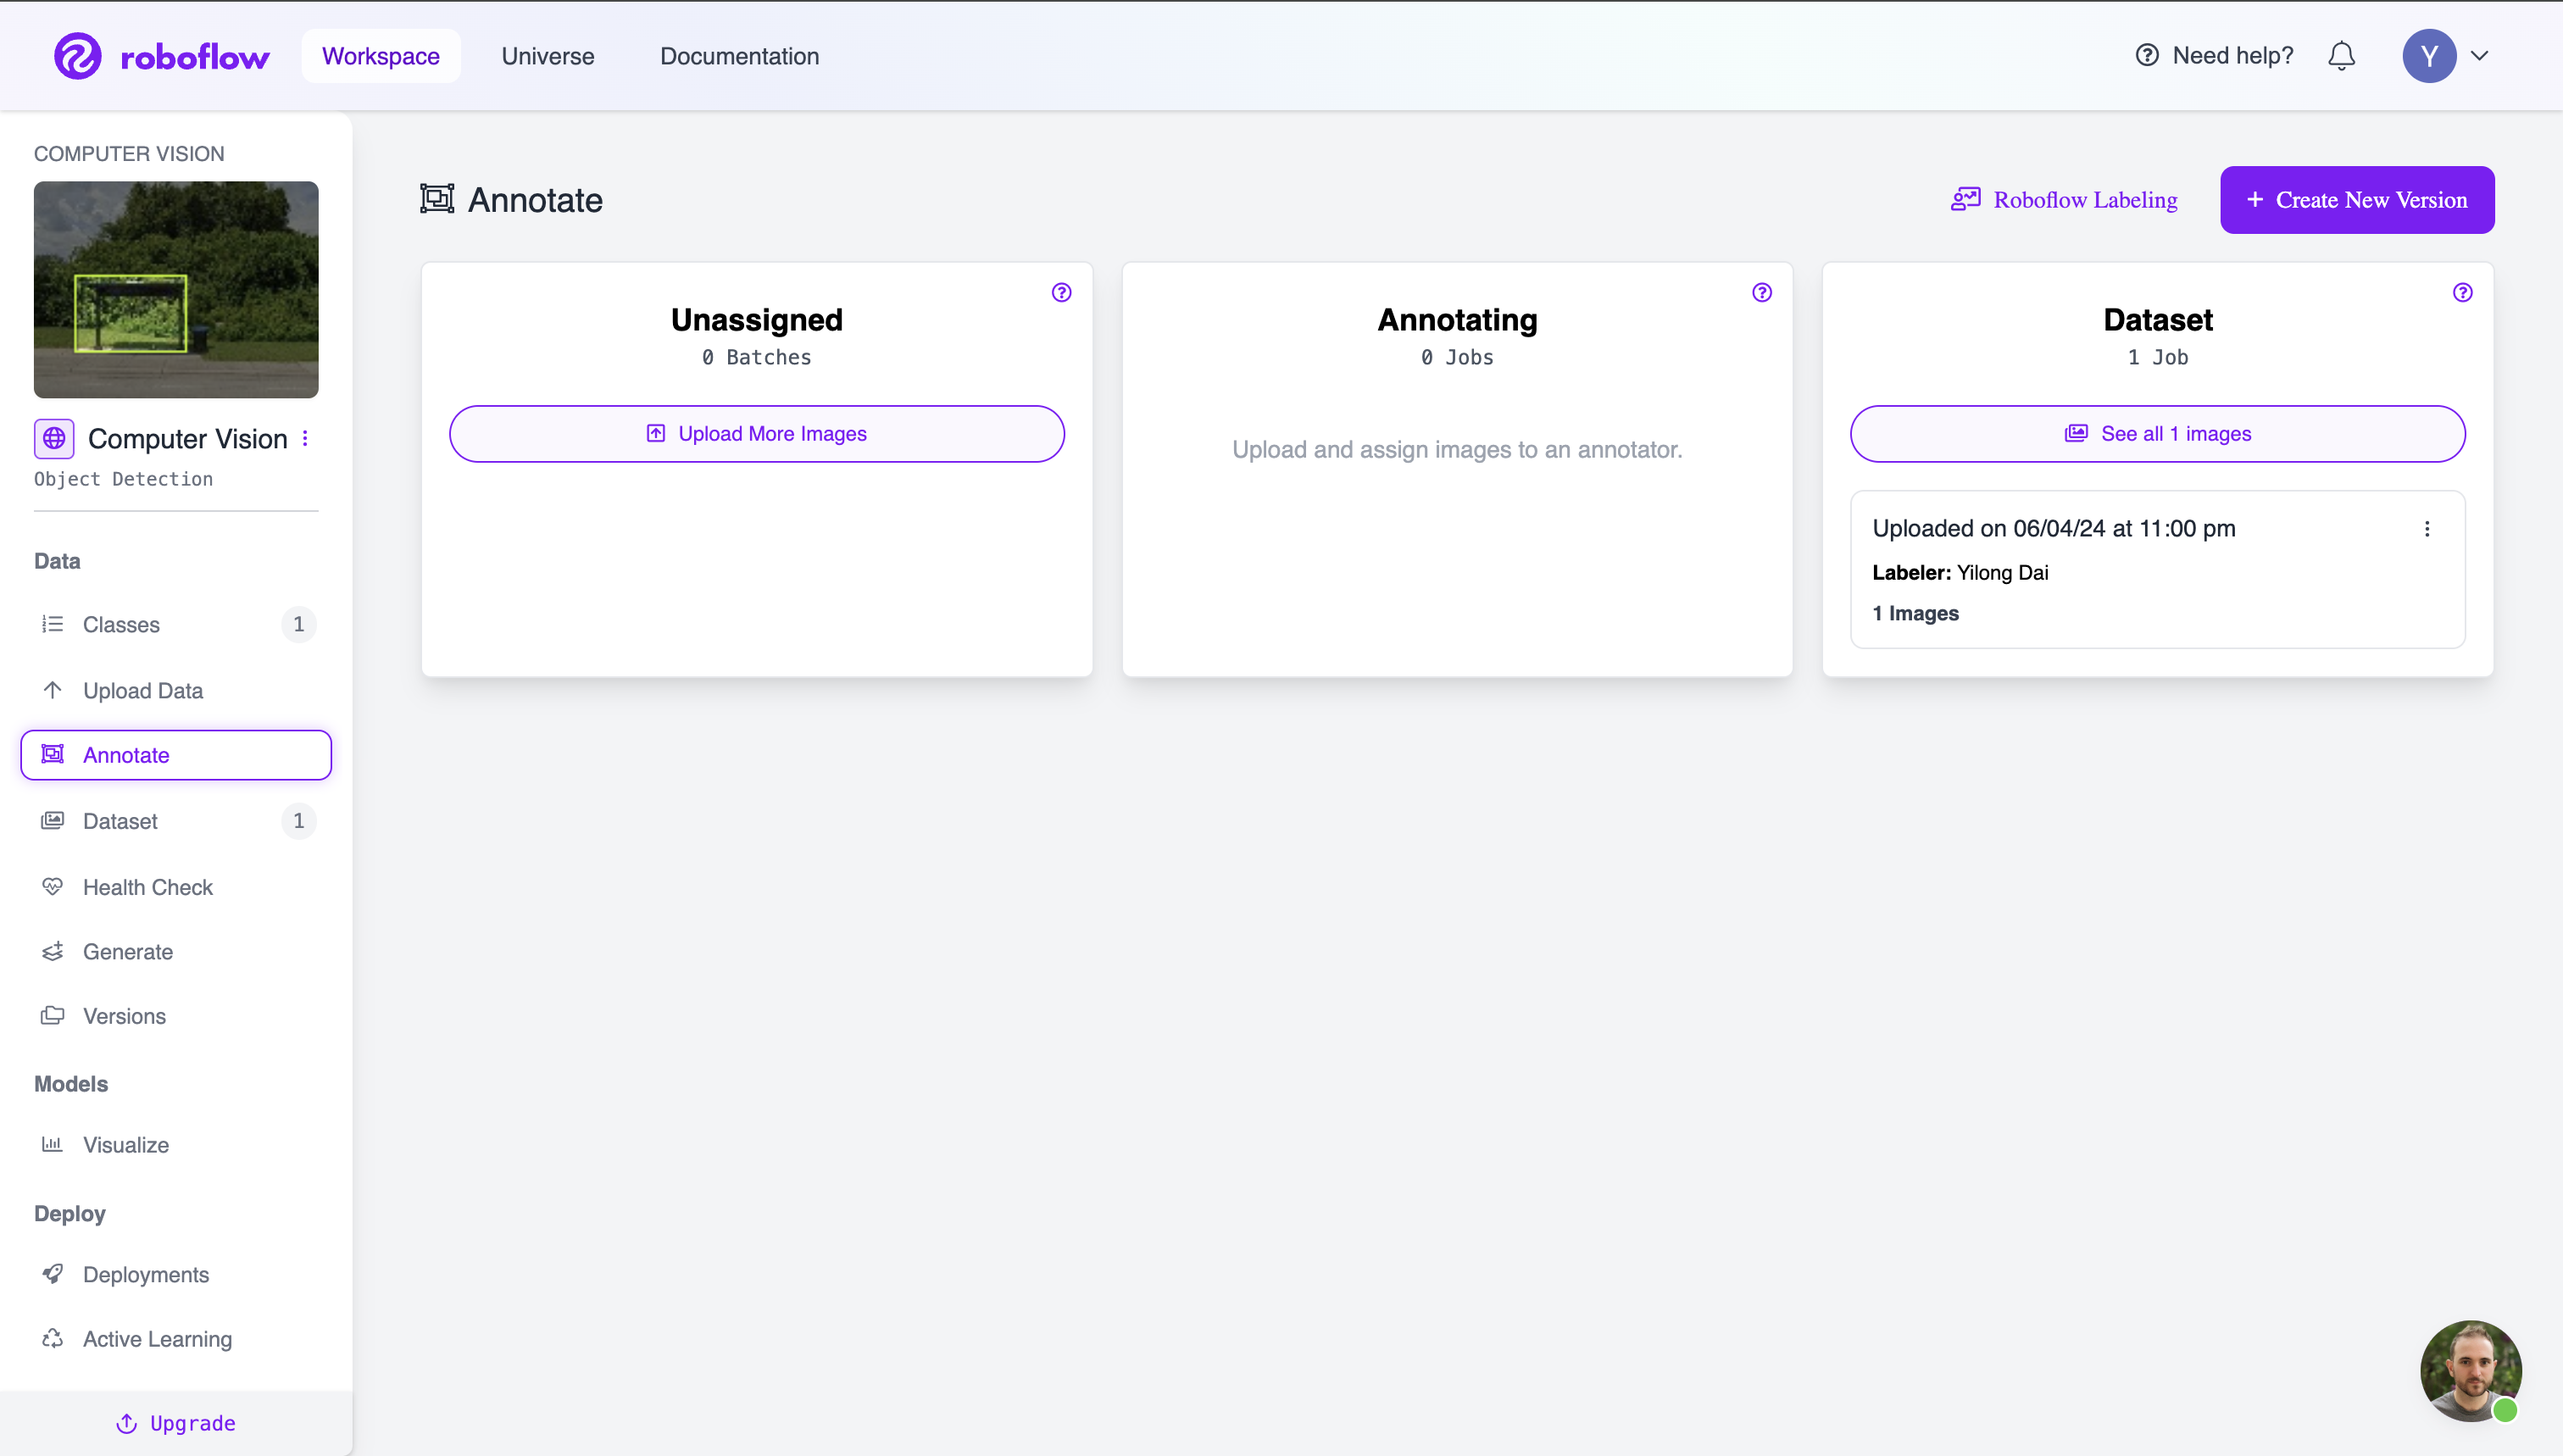 roboflow
Workspace
Universe
Documentation
Need help?
Y
COMPUTER VISION
Computer Vision
Object Detection
Data
Classes 1
Upload Data
Annotate
Dataset 1
Health Check
Generate
Versions
Models
Visualize
Deploy
Deployments
Active Learning
Upgrade
Annotate
Roboflow Labeling
+ Create New Version
Unassigned
0 Batches
Upload More Images
Annotating
0 Jobs
Upload and assign images to an annotator.
Dataset
1 Job
See all 1 images
Uploaded on 06/04/24 at 11:00 pm
Labeler: Yilong Dai
1 Images